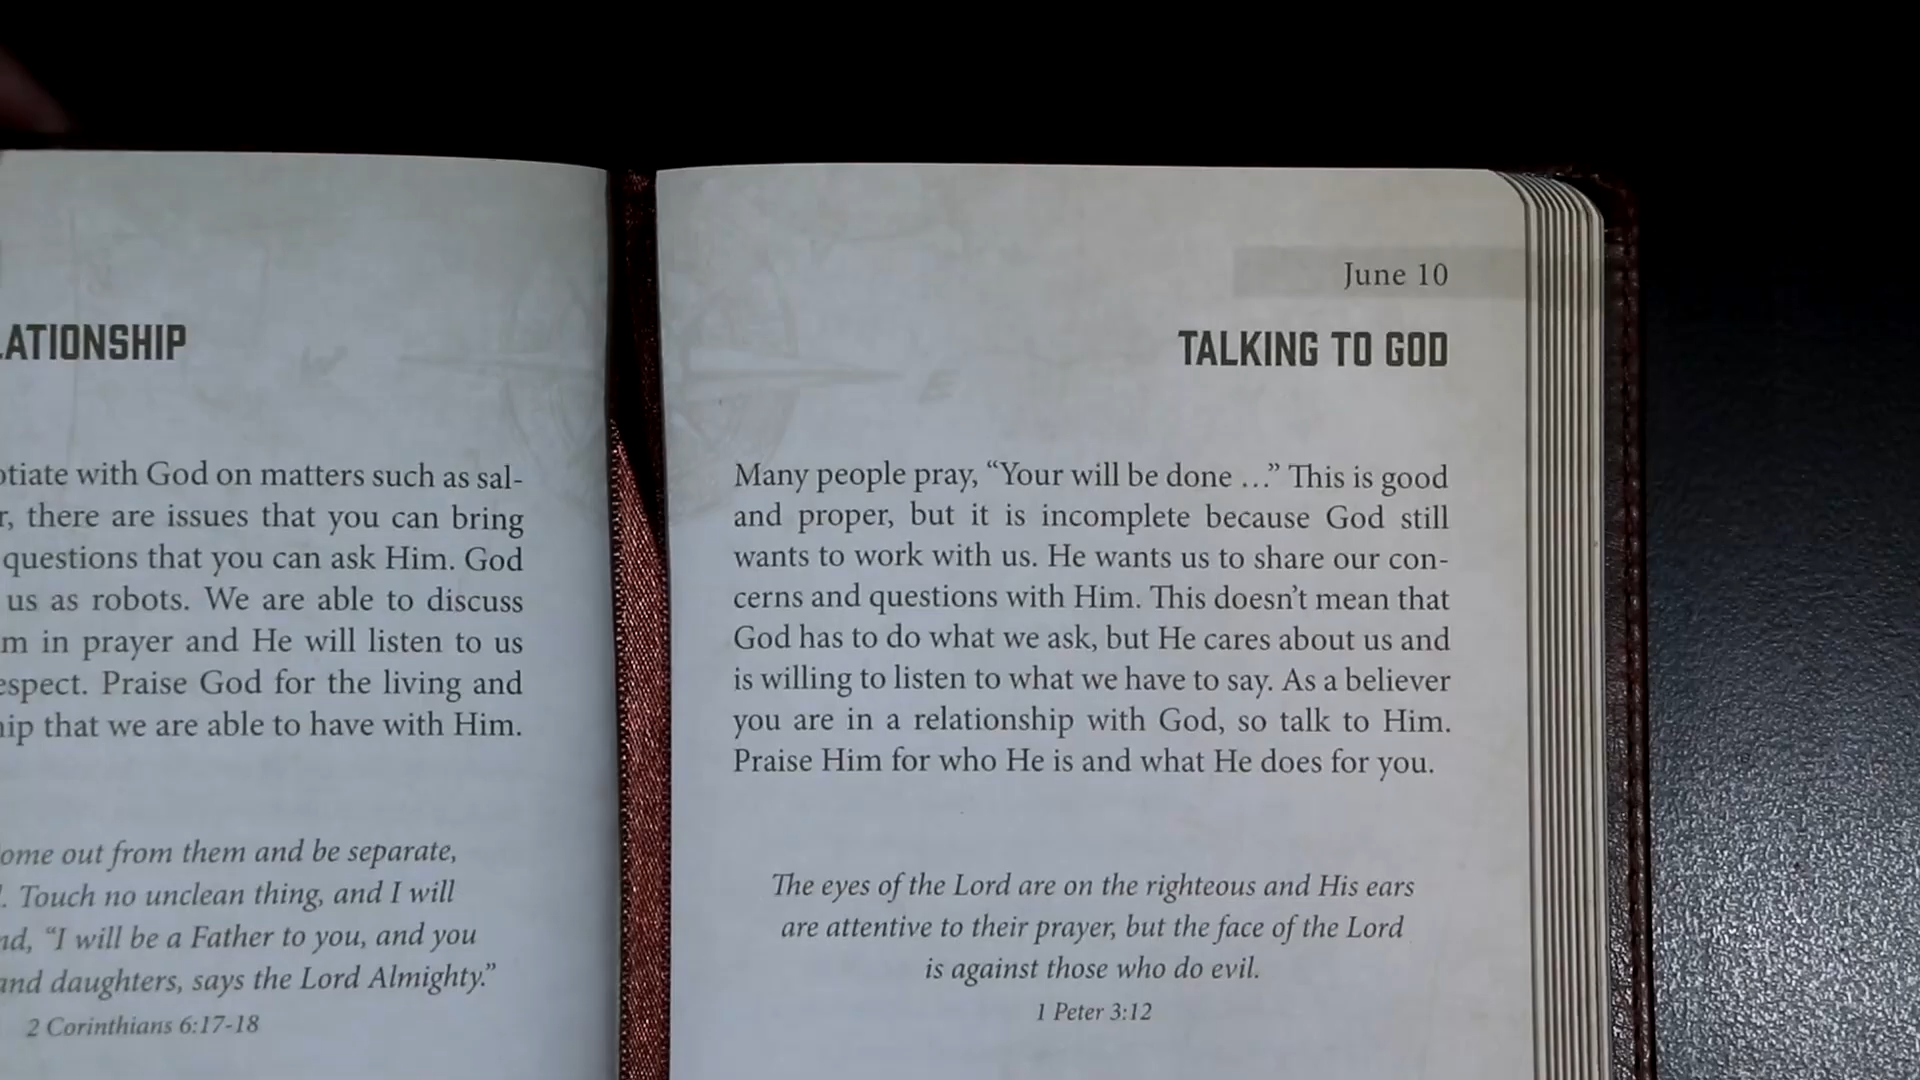 ATIONSHIP
with God on matters such as sal-
there are issues that you can bring
questions that you can ask Him. God
us as robots. We are able to discuss
in prayer and He will listen to us
Praise God for the living and
that we are able to have with Him.
out from them and be separate,
Touch no unclean thing, and I will
“I will be a Father to you, and you
and daughters, says the Lord Almighty.”
2 Corinthians 6:17-18
W
E
June 10
TALKING TO GOD
Many people pray, “Your will be done …” This is good
and proper, but it is incomplete because God still
wants to work with us. He wants us to share our con-
cerns and questions with Him. This doesn’t mean that
God has to do what we ask, but He cares about us and
is willing to listen to what we have to say. As a believer
you are in a relationship with God, so talk to Him.
Praise Him for who He is and what He does for you.
The eyes of the Lord are on the righteous and His ears
are attentive to their prayer, but the face of the Lord
is against those who do evil.
1 Peter 3:12